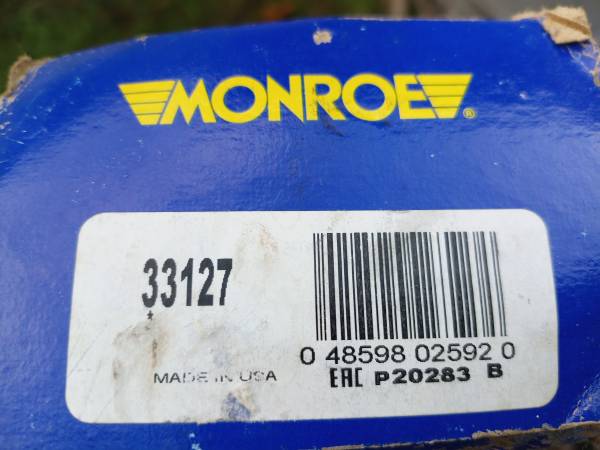 MONROE®
33127
0 48598 02592 0
MADE IN USA
EAC P20283 B